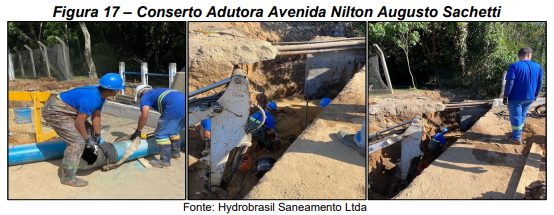 Figura 17 – Conserto Adutora Avenida Nilton Augusto Sachetti
Fonte: Hydrobrasil Saneamento Ltda